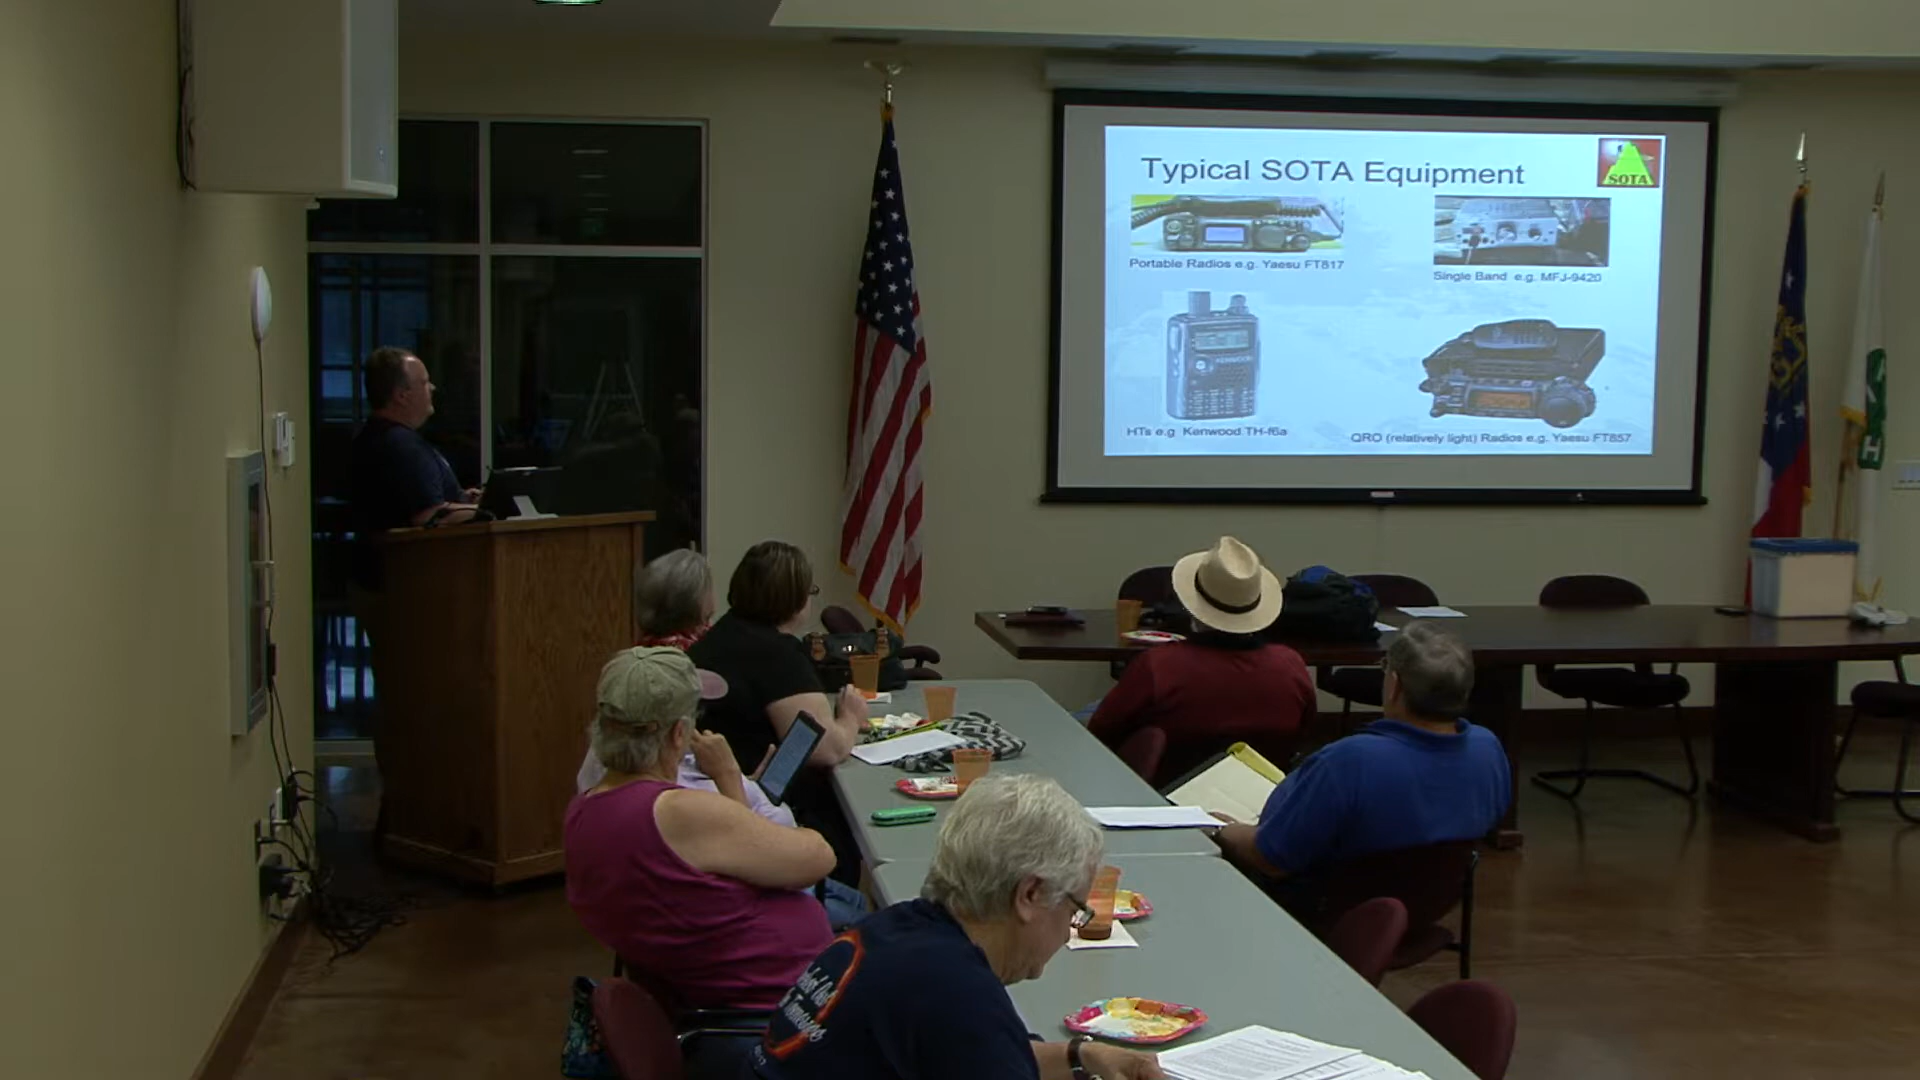 Typical SOTA Equipment
SOTA
Portable Radios e.g. Yaesu FT817
Single Band e.g. MFJ-9420
KENWOOD
HTs e.g Kenwood TH-f6a
QRO (relatively light) Radios e.g. Yaesu FT857
H